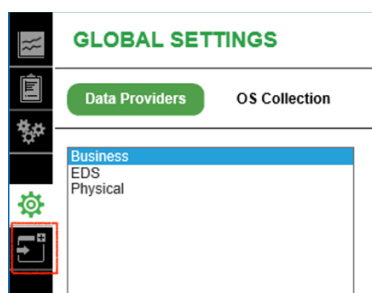 GLOBAL SETTINGS
Data Providers OS Collection
Business
EDS
Physical